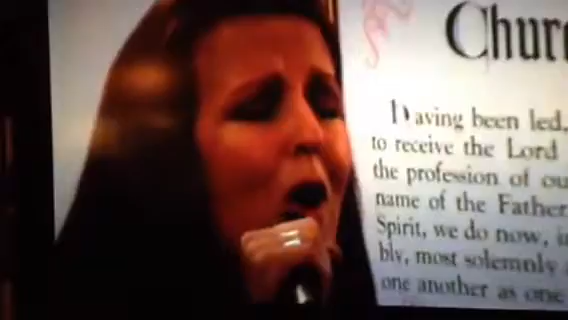 Chur
Having been led,
to receive the Lord
the profession of ou
name of the Father
Spirit, we do now, i
bly, most solemnly
one another as one